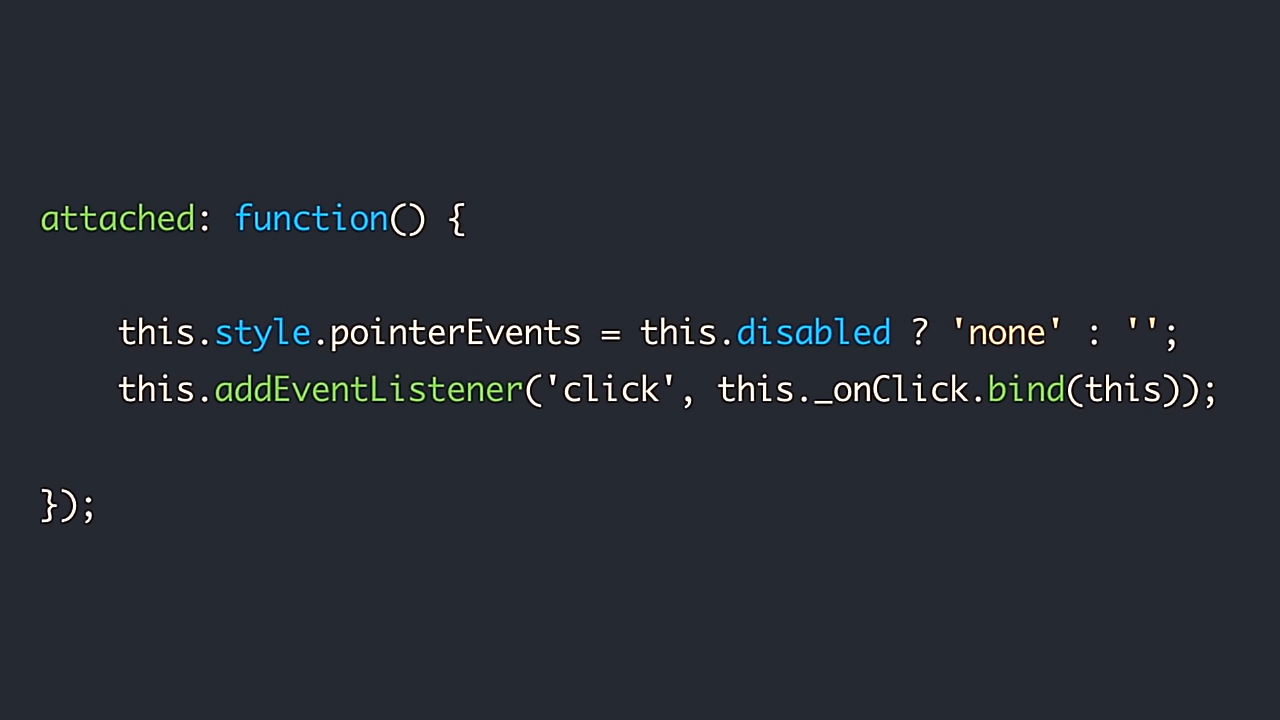 attached: function() {
this.style.pointerEvents = this.disabled ? 'none' : '';
this.addEventListener('click', this._onClick.bind(this));
});